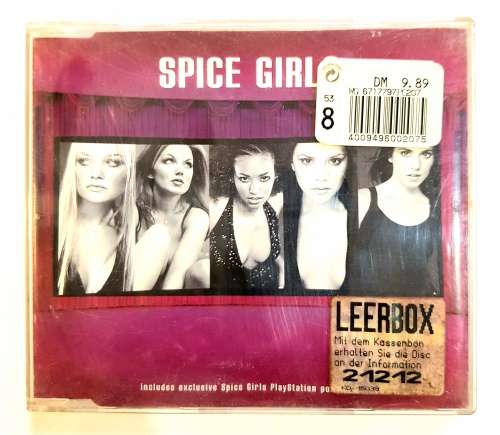 SPICE GIRL
DM 9.89
53
8
4009496002075
LEERBOX
Mit dem Kassenbon
erhalten Sie die Disc
an der Information
21212
includes exclusive Spice Girls PlayStation